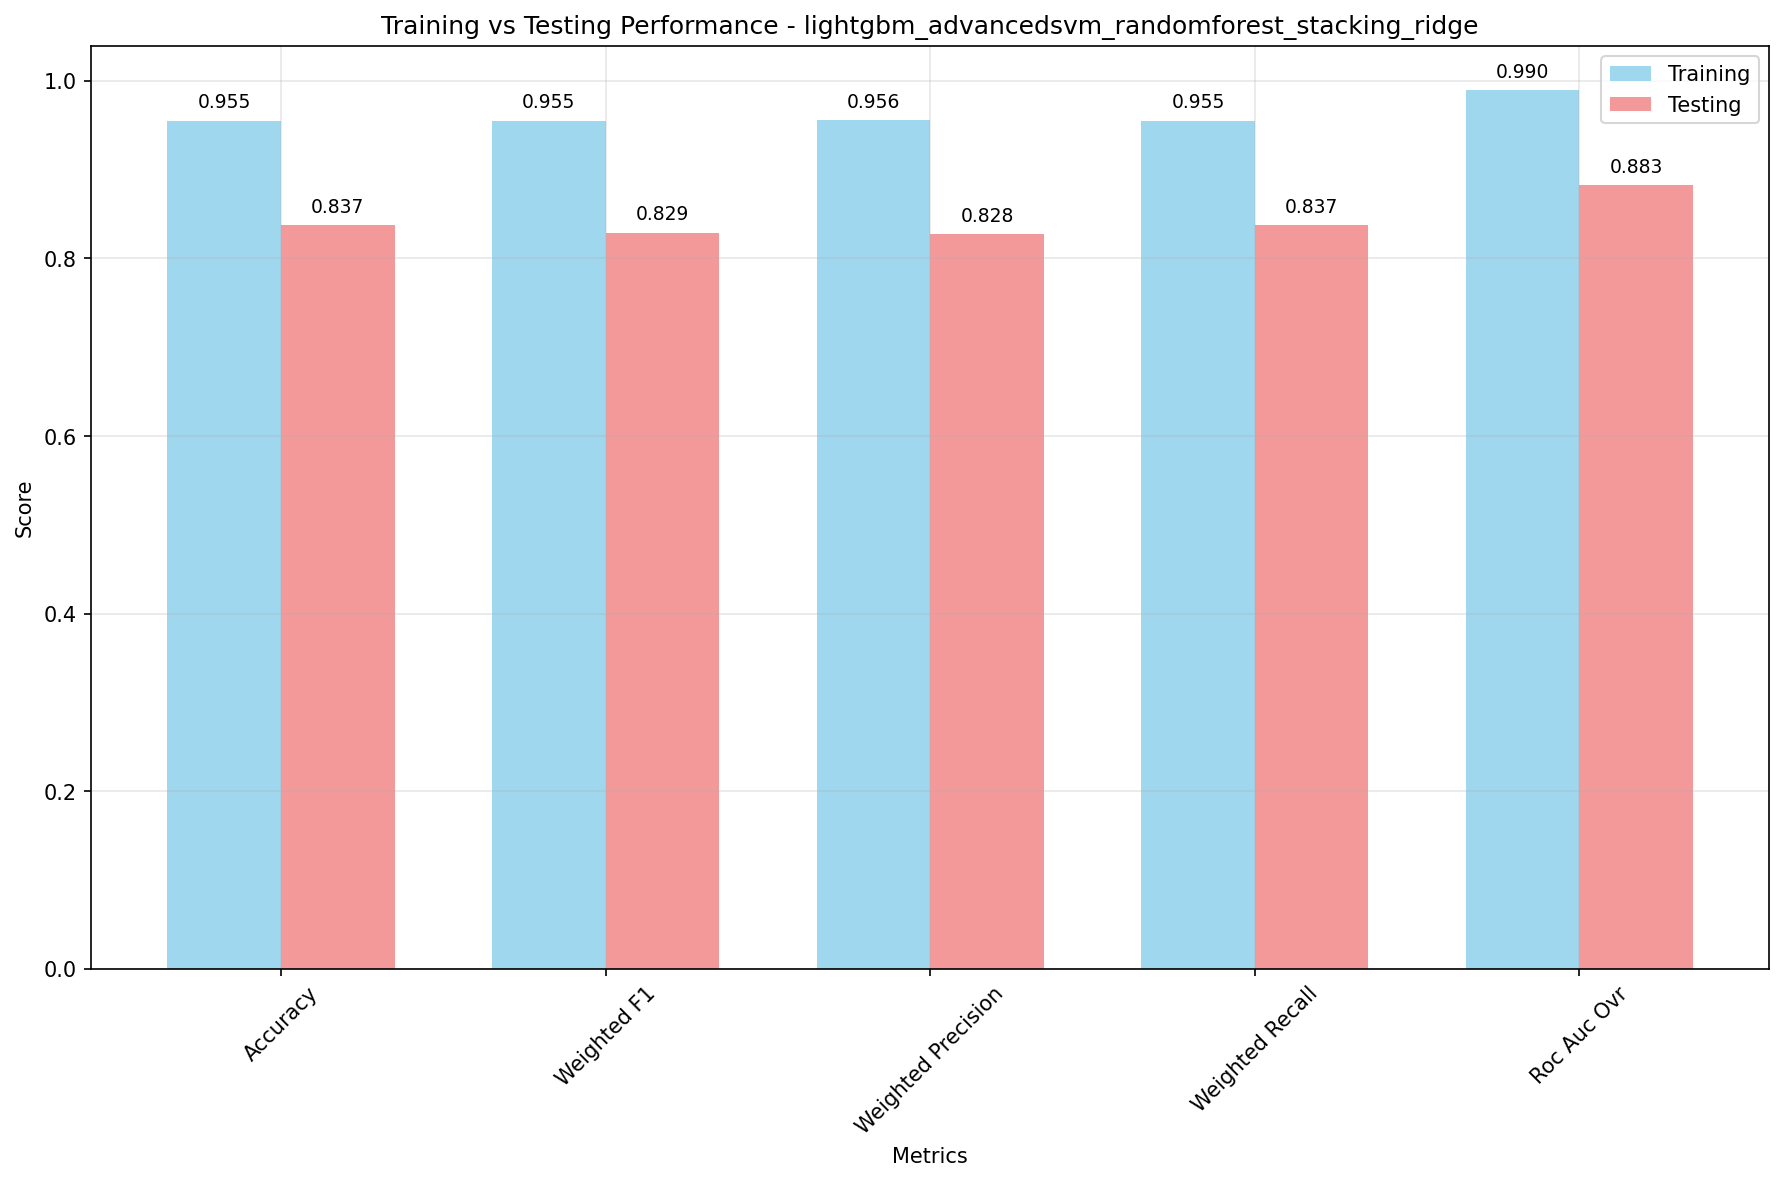 Training vs Testing Performance - lightgbm_advancedsvm_randomforest_stacking_ridge
Training
Testing
0.955
0.837
0.955
0.829
0.956
0.828
0.955
0.837
0.990
0.883
1.0
0.8
0.6
0.4
0.2
0.0
Score
Accuracy
Weighted F1
Weighted Precision
Weighted Recall
Roc Auc Ovr
Metrics